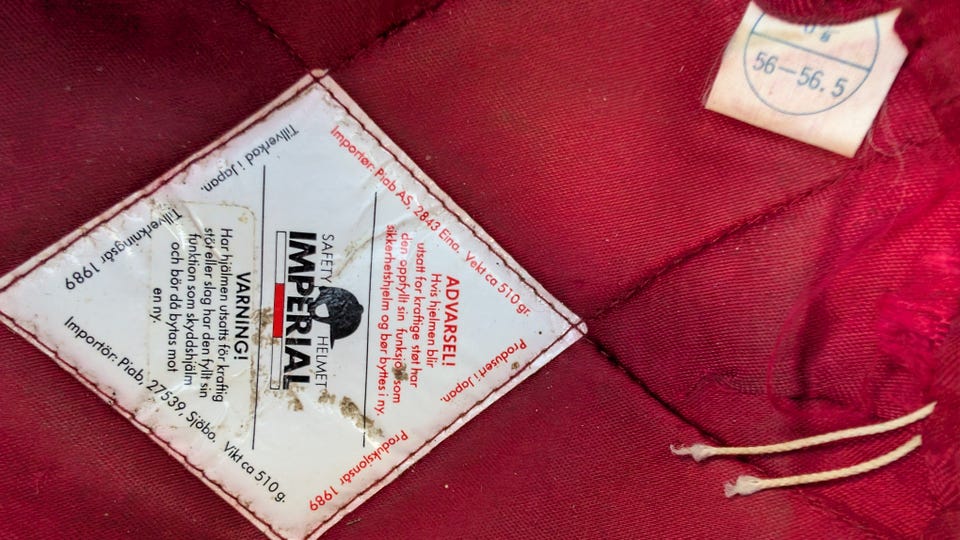 Importør: Piab AS, 2843 Eina. Vekt ca 510 gr.
Produsert i Japan.
Produksjonsår 1989
ADVARSEL!
Hvis hjelmen blir
utsatt for kraftige støt har
den oppfyllt sin funksjon som
sikkerhetshjelm og bør byttes i ny.
SAFETY HELMET
IMPERIAL
VARNING!
Har hjälmen utsatts för kraftig
stöt eller slag har den fyllt sin
funktion som skyddshjälm
och bör då bytas mot
en ny.
Tillverkad i Japan.
Tillverkningsår 1989
Importör: Piab, 27539, Sjöbo. Vikt ca 510 g.
56–56.5